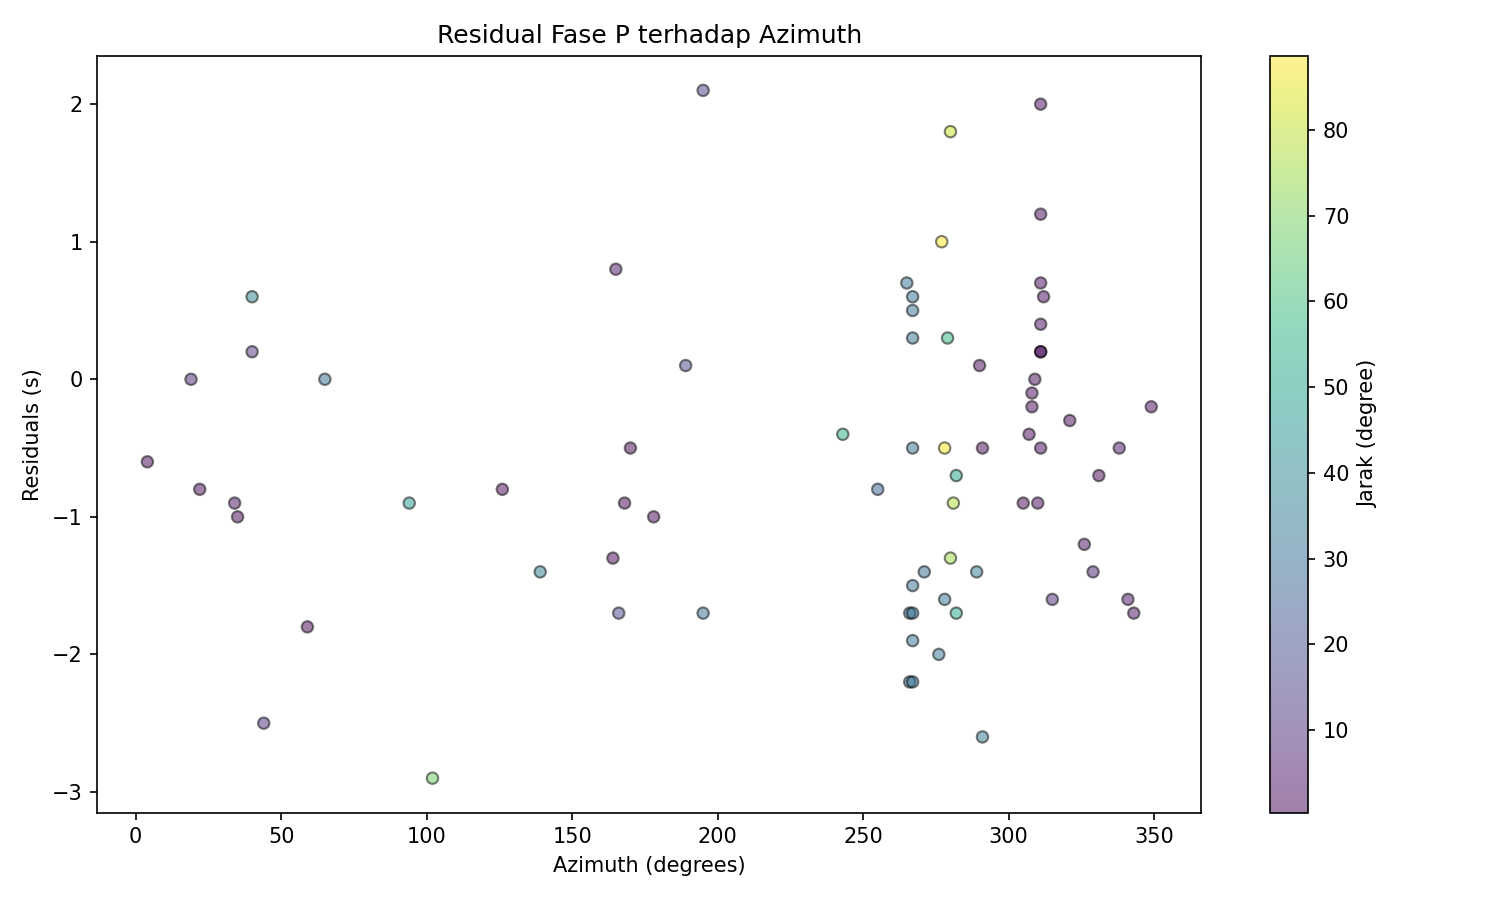 Residual Fase P terhadap Azimuth
Residuals (s)
2
1
0
−1
−2
−3
0 50 100 150 200 250 300 350
Azimuth (degrees)
80
70
60
50
40
30
20
10
Jarak (degree)